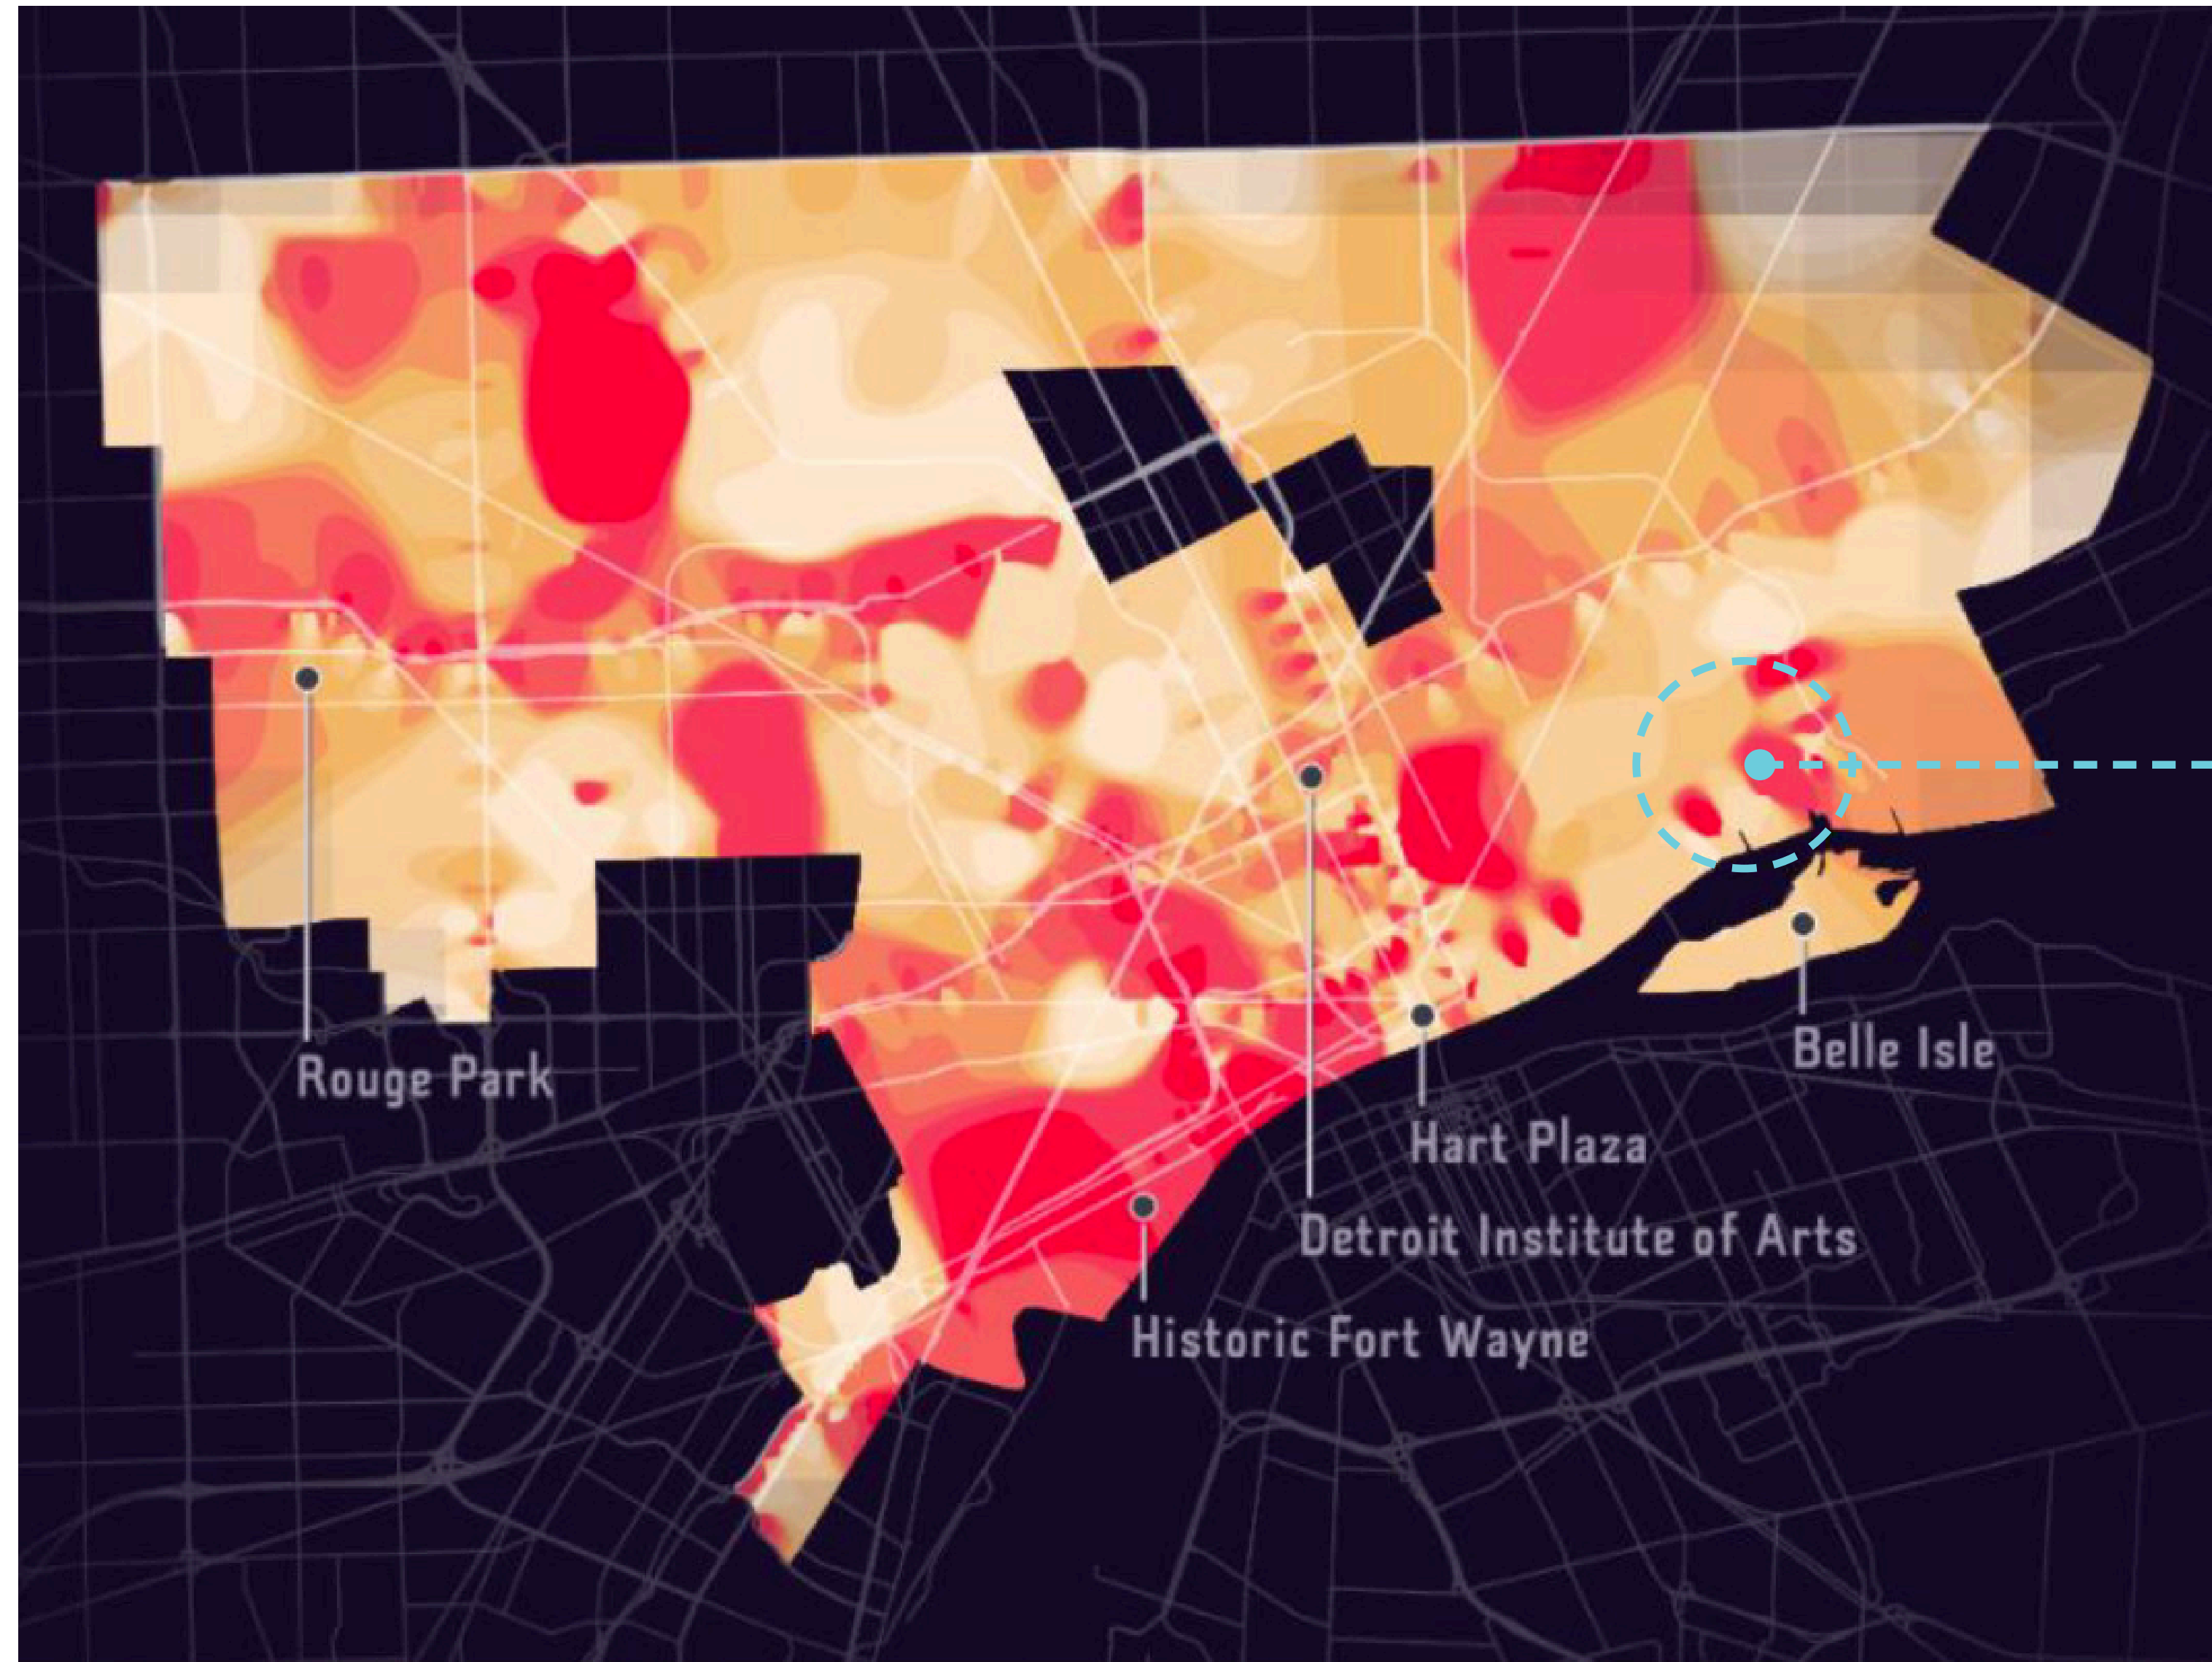 Rouge Park
Belle Isle
Hart Plaza
Detroit Institute of Arts
Historic Fort Wayne